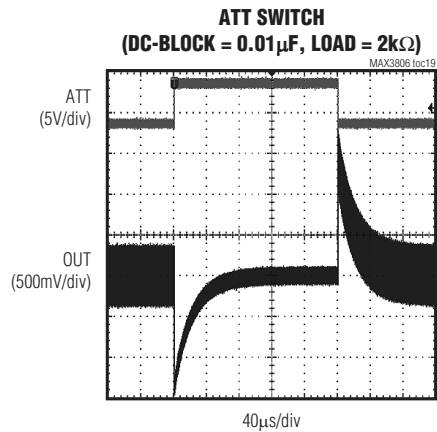 ATT SWITCH
(DC-BLOCK = 0.01μF, LOAD = 2kΩ)
MAX3806 toc19
ATT
(5V/div)
OUT
(500mV/div)
40μs/div